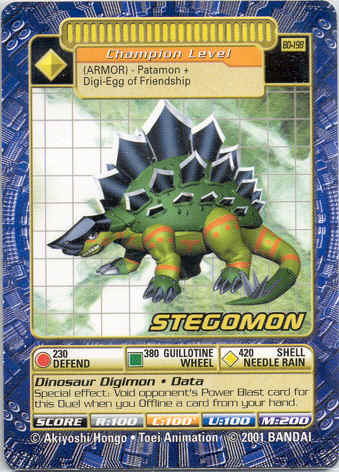 Champion Level
BO-198
(ARMOR) - Patamon +
Digi-Egg of Friendship
STEGOMON
230 DEFEND
380 GUILLOTINE WHEEL
420 SHELL NEEDLE RAIN
Dinosaur Digimon • Data
Special effect: Void opponent's Power Blast card for
this Duel when you Offline a card from your hand.
SCORE R:100 C:100 U:100 M:200
© Akiyoshi Hongo • Toei Animation © 2001 BANDAI